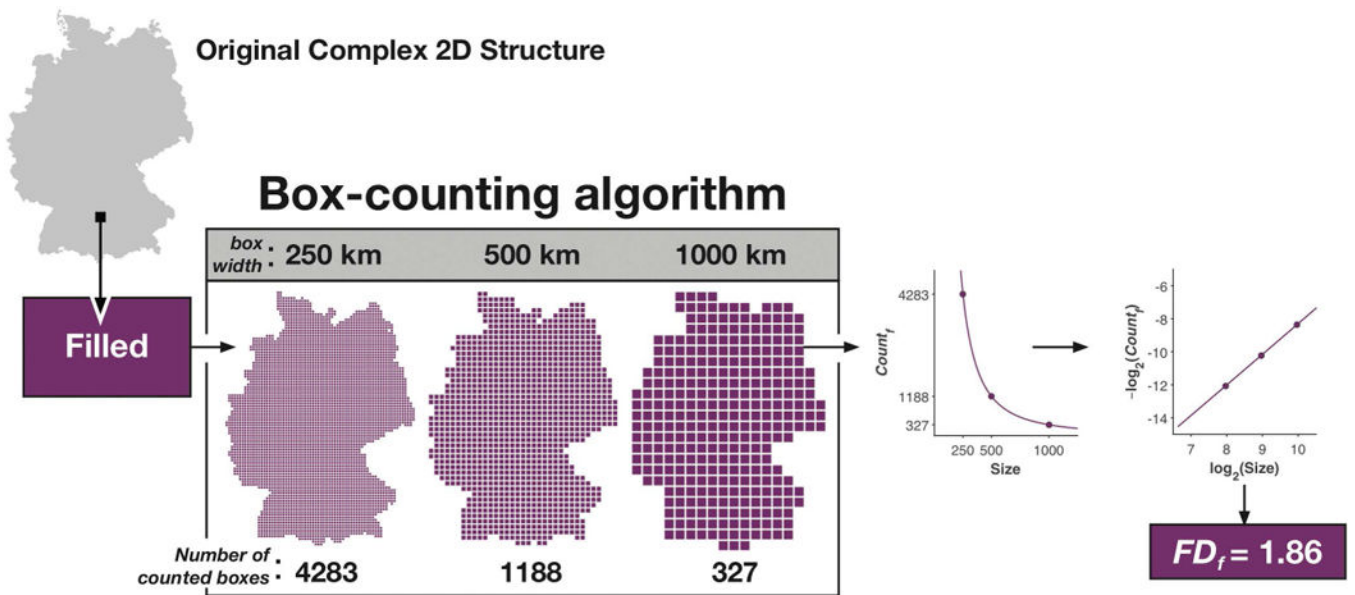 Original Complex 2D Structure
Box-counting algorithm
box width : 250 km 500 km 1000 km
Filled
Number of counted boxes : 4283 1188 327
Count_f
4283
1188
327
250 500 1000
Size
-log₂(Count_f)
-6
-8
-10
-12
-14
7 8 9 10
log₂(Size)
FD_f = 1.86